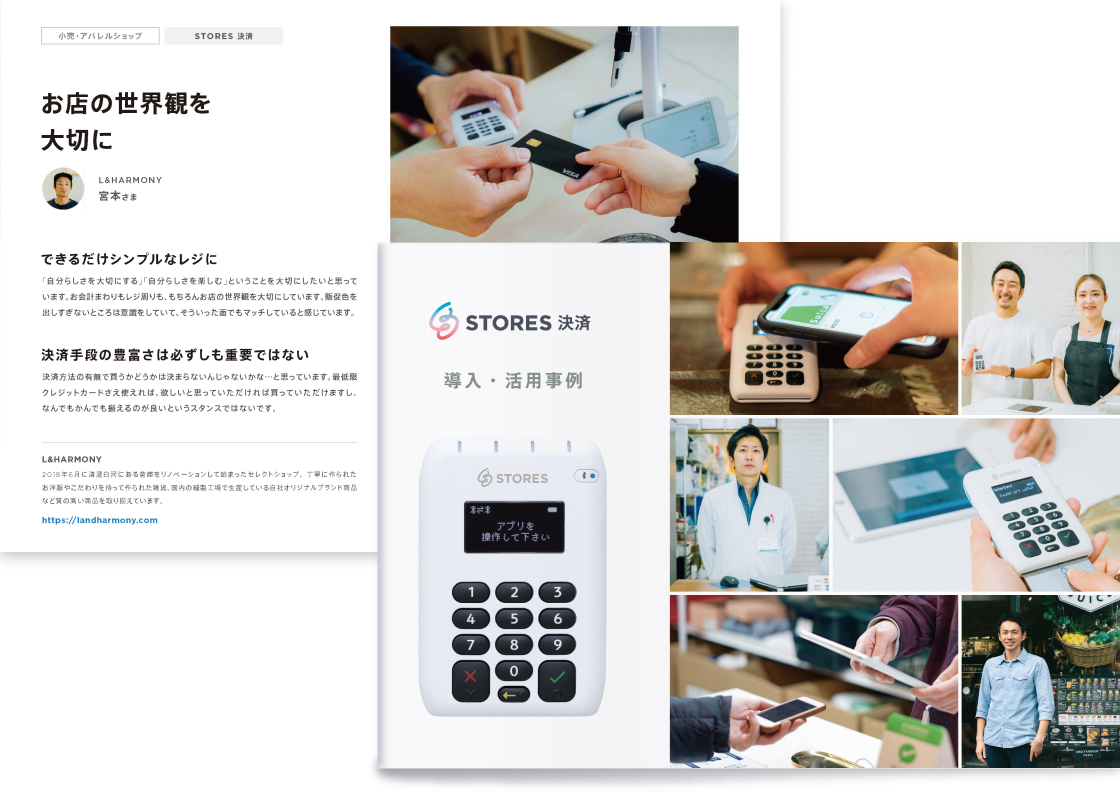 小売・アパレルショップ
STORES 決済
お店の世界観を
大切に
L&HARMONY
宮本さま
できるだけシンプルなレジに
「自分らしさを大切にする」「自分らしさを楽しむ」ということを大切にしたいと思って
います。お会計まわりもレジ周りも、もちろんお店の世界観を大切にしています。販促色を
出しすぎないところは意識をしていて、そういった面でもマッチしていると感じています。
決済手段の豊富さは必ずしも重要ではない
決済方法の有無で買うかどうかは決まらないんじゃないかな…と思っています。最低限
クレジットカードさえ使えれば、欲しいと思っていただければ買っていただけますし、
なんでもかんでも揃えるのが良いというスタンスではないです。
L&HARMONY
2018年6月に清澄白河にある倉庫をリノベーションして始まったセレクトショップ。丁寧に作られた
お洋服やこだわりを持って作られた雑貨、国内の縫製工場で生産している自社オリジナルブランド商品
など質の高い商品を取り揃えています。
https://landharmony.com
VISA
STORES 決済
導入・活用事例
STORES
アプリを
操作して下さい
1 2 3
4 5 6
7 8 9
0
Suica